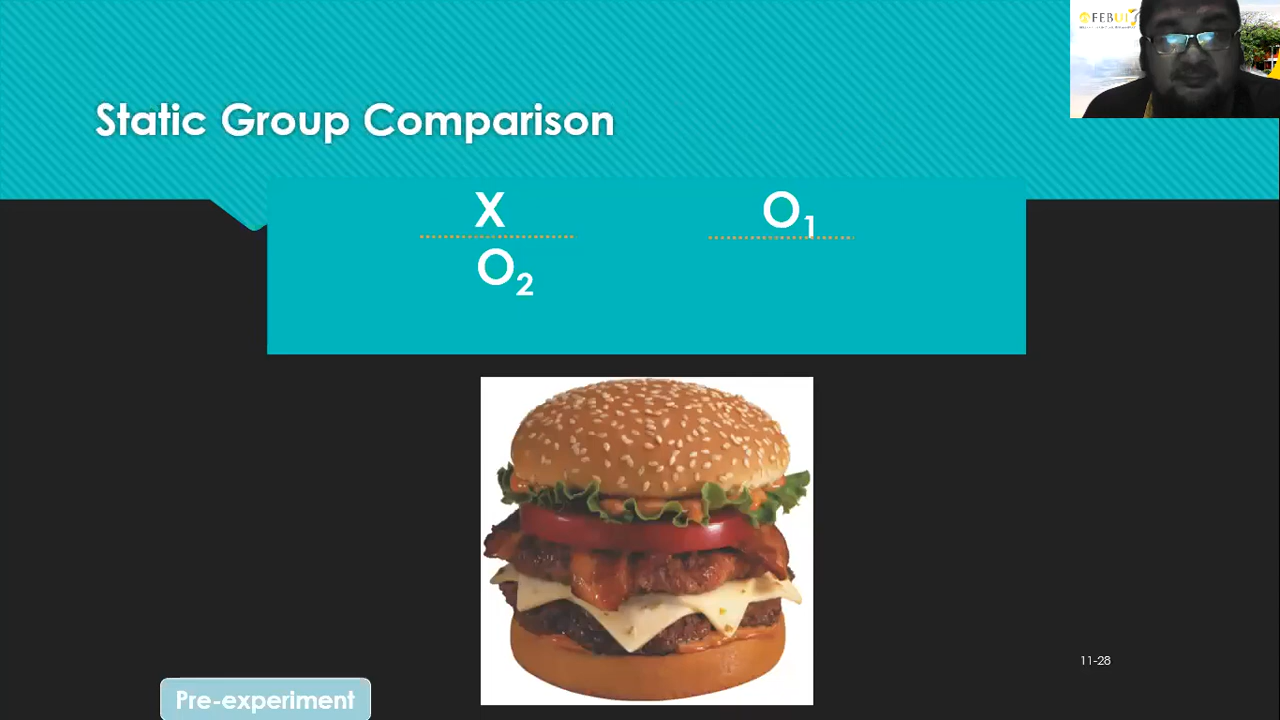 FEBUI
Static Group Comparison
X O₁
O₂
11-28
Pre-experiment